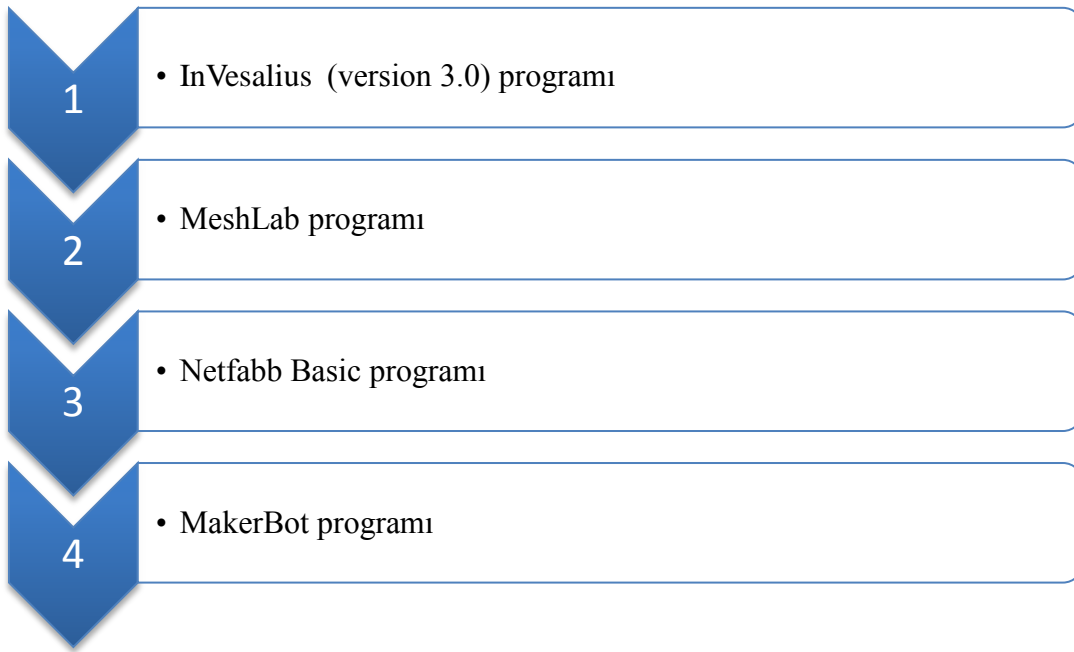 1
• InVesalius (version 3.0) programı
2
• MeshLab programı
3
• Netfabb Basic programı
4
• MakerBot programı